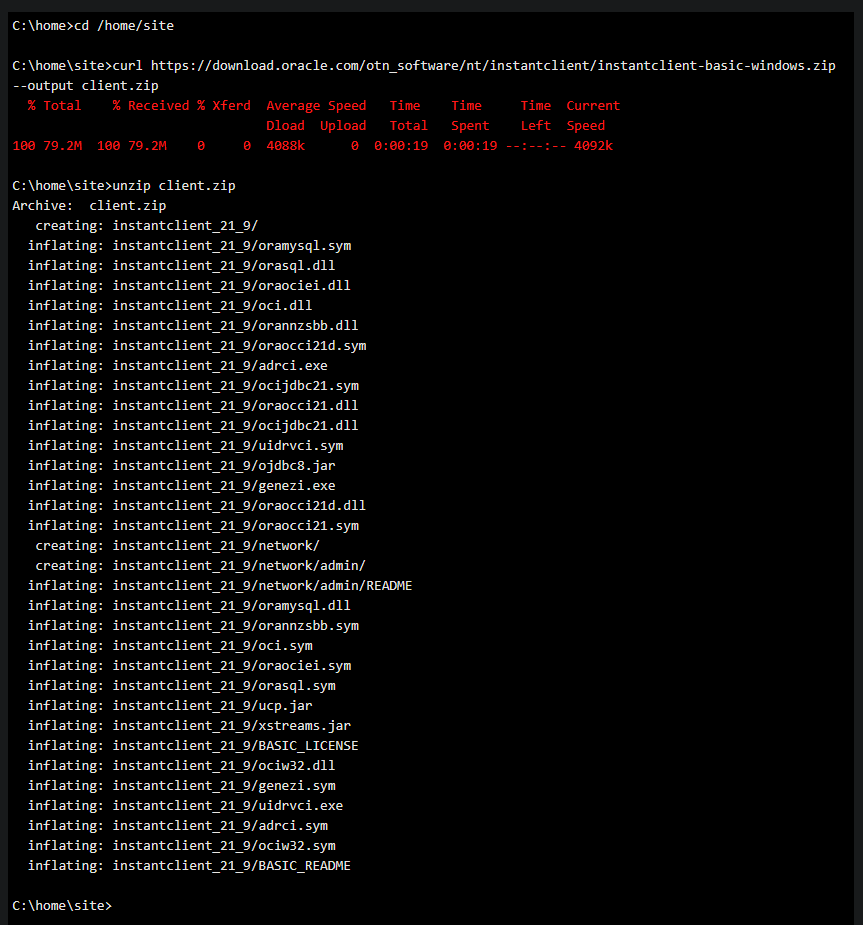 C:\home>cd /home/site
C:\home\site>curl https://download.oracle.com/otn_software/nt/instantclient/instantclient-basic-windows.zip
--output client.zip
% Total % Received % Xferd Average Speed Time Time Time Current
Dload Upload Total Spent Left Speed
100 79.2M 100 79.2M 0 0 4088k 0 0:00:19 0:00:19 --:--:-- 4092k
C:\home\site>unzip client.zip
Archive: client.zip
creating: instantclient_21_9/
inflating: instantclient_21_9/oramysql.sym
inflating: instantclient_21_9/orasql.dll
inflating: instantclient_21_9/oraociei.dll
inflating: instantclient_21_9/oci.dll
inflating: instantclient_21_9/orannzsbb.dll
inflating: instantclient_21_9/oraocci21d.sym
inflating: instantclient_21_9/adrci.exe
inflating: instantclient_21_9/ocijdbc21.sym
inflating: instantclient_21_9/oraocci21.dll
inflating: instantclient_21_9/ocijdbc21.dll
inflating: instantclient_21_9/uidrvci.sym
inflating: instantclient_21_9/ojdbc8.jar
inflating: instantclient_21_9/genezi.exe
inflating: instantclient_21_9/oraocci21d.dll
inflating: instantclient_21_9/oraocci21.sym
creating: instantclient_21_9/network/
creating: instantclient_21_9/network/admin/
inflating: instantclient_21_9/network/admin/README
inflating: instantclient_21_9/oramysql.dll
inflating: instantclient_21_9/orannzsbb.sym
inflating: instantclient_21_9/oci.sym
inflating: instantclient_21_9/oraociei.sym
inflating: instantclient_21_9/orasql.sym
inflating: instantclient_21_9/ucp.jar
inflating: instantclient_21_9/xstreams.jar
inflating: instantclient_21_9/BASIC_LICENSE
inflating: instantclient_21_9/ociw32.dll
inflating: instantclient_21_9/genezi.sym
inflating: instantclient_21_9/uidrvci.exe
inflating: instantclient_21_9/adrci.sym
inflating: instantclient_21_9/ociw32.sym
inflating: instantclient_21_9/BASIC_README
C:\home\site>